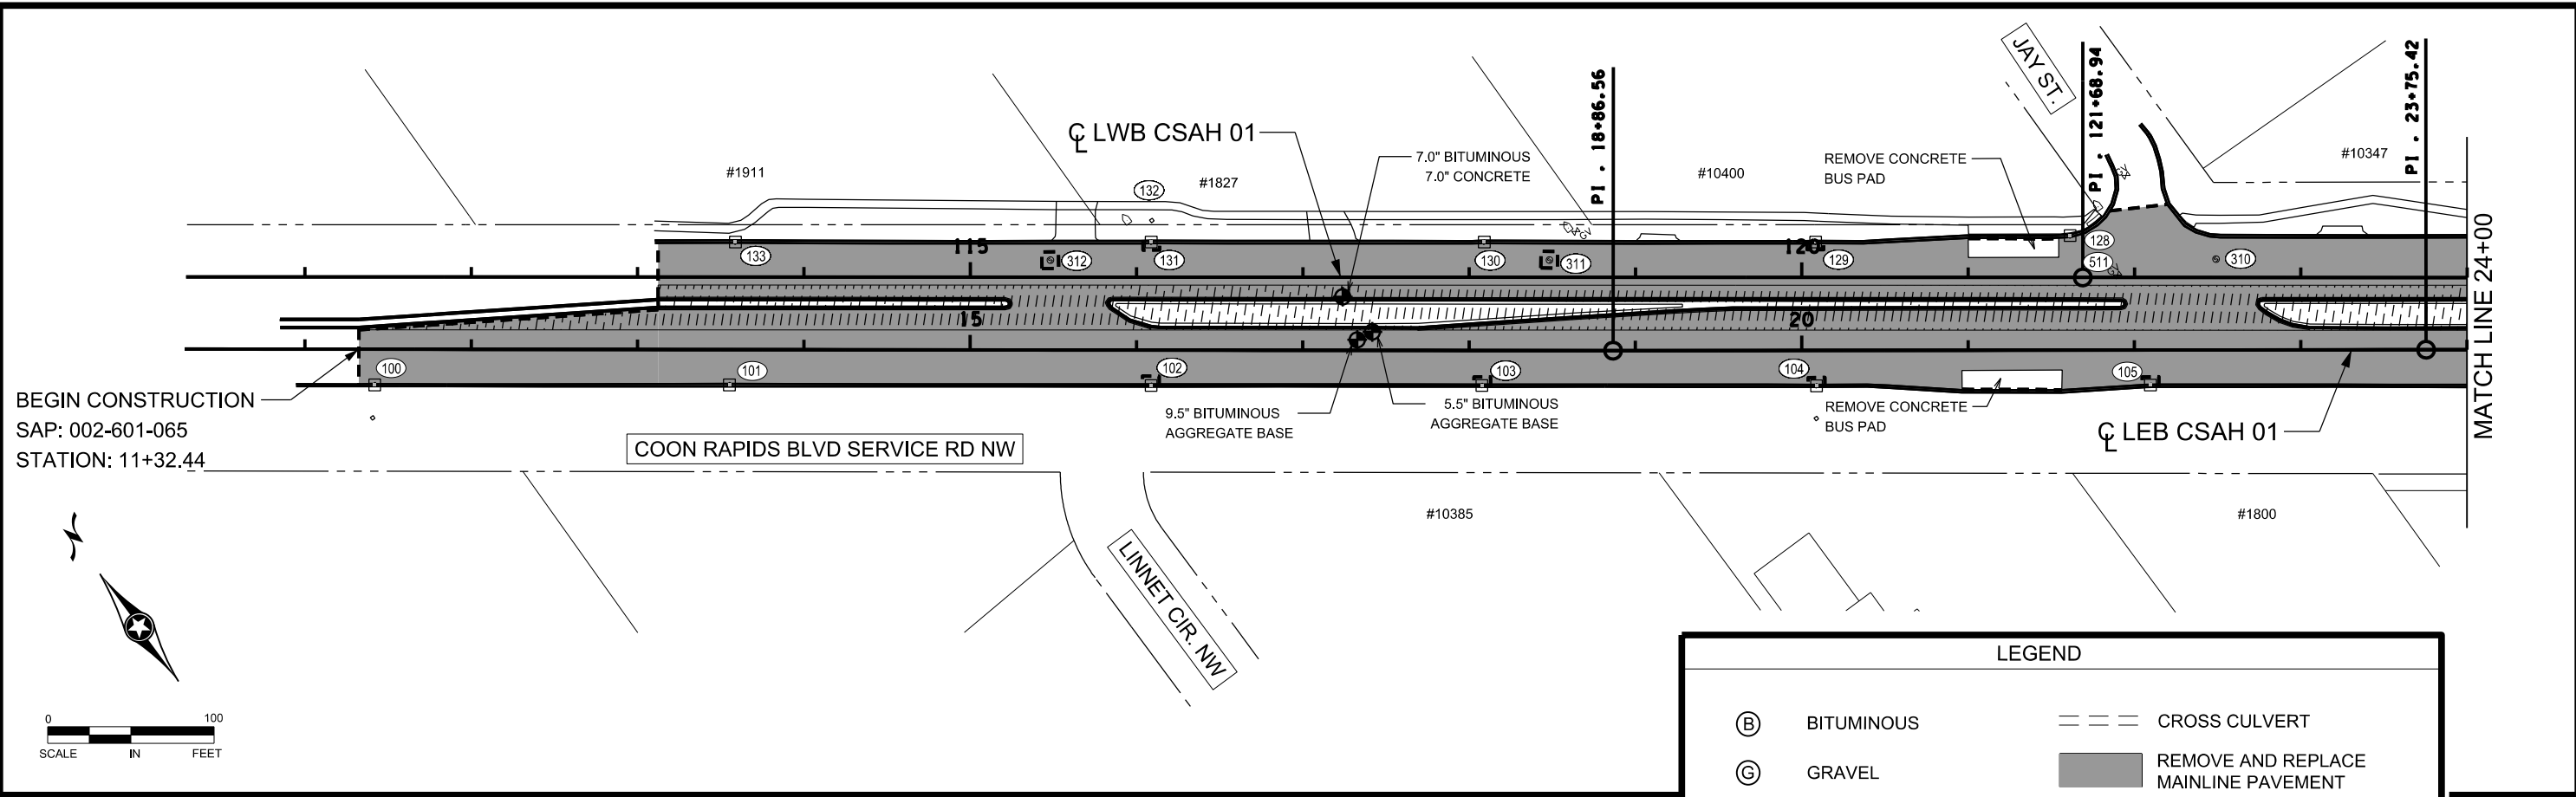 JAY ST.
PI . 18+86.56
PI . 121+68.94
PI . 23+75.42
℄ LWB CSAH 01
7.0" BITUMINOUS
7.0" CONCRETE
#1911
132
#1827
#10400
REMOVE CONCRETE
BUS PAD
#10347
133
115
312
131
130
311
120
129
128
511
310
MATCH LINE 24+00
15
20
100
101
102
103
104
105
BEGIN CONSTRUCTION
SAP: 002-601-065
STATION: 11+32.44
9.5" BITUMINOUS
AGGREGATE BASE
5.5" BITUMINOUS
AGGREGATE BASE
REMOVE CONCRETE
BUS PAD
℄ LEB CSAH 01
COON RAPIDS BLVD SERVICE RD NW
LINNET CIR. NW
#10385
#1800
0 100
SCALE IN FEET
LEGEND
B BITUMINOUS
CROSS CULVERT
G GRAVEL
REMOVE AND REPLACE
MAINLINE PAVEMENT